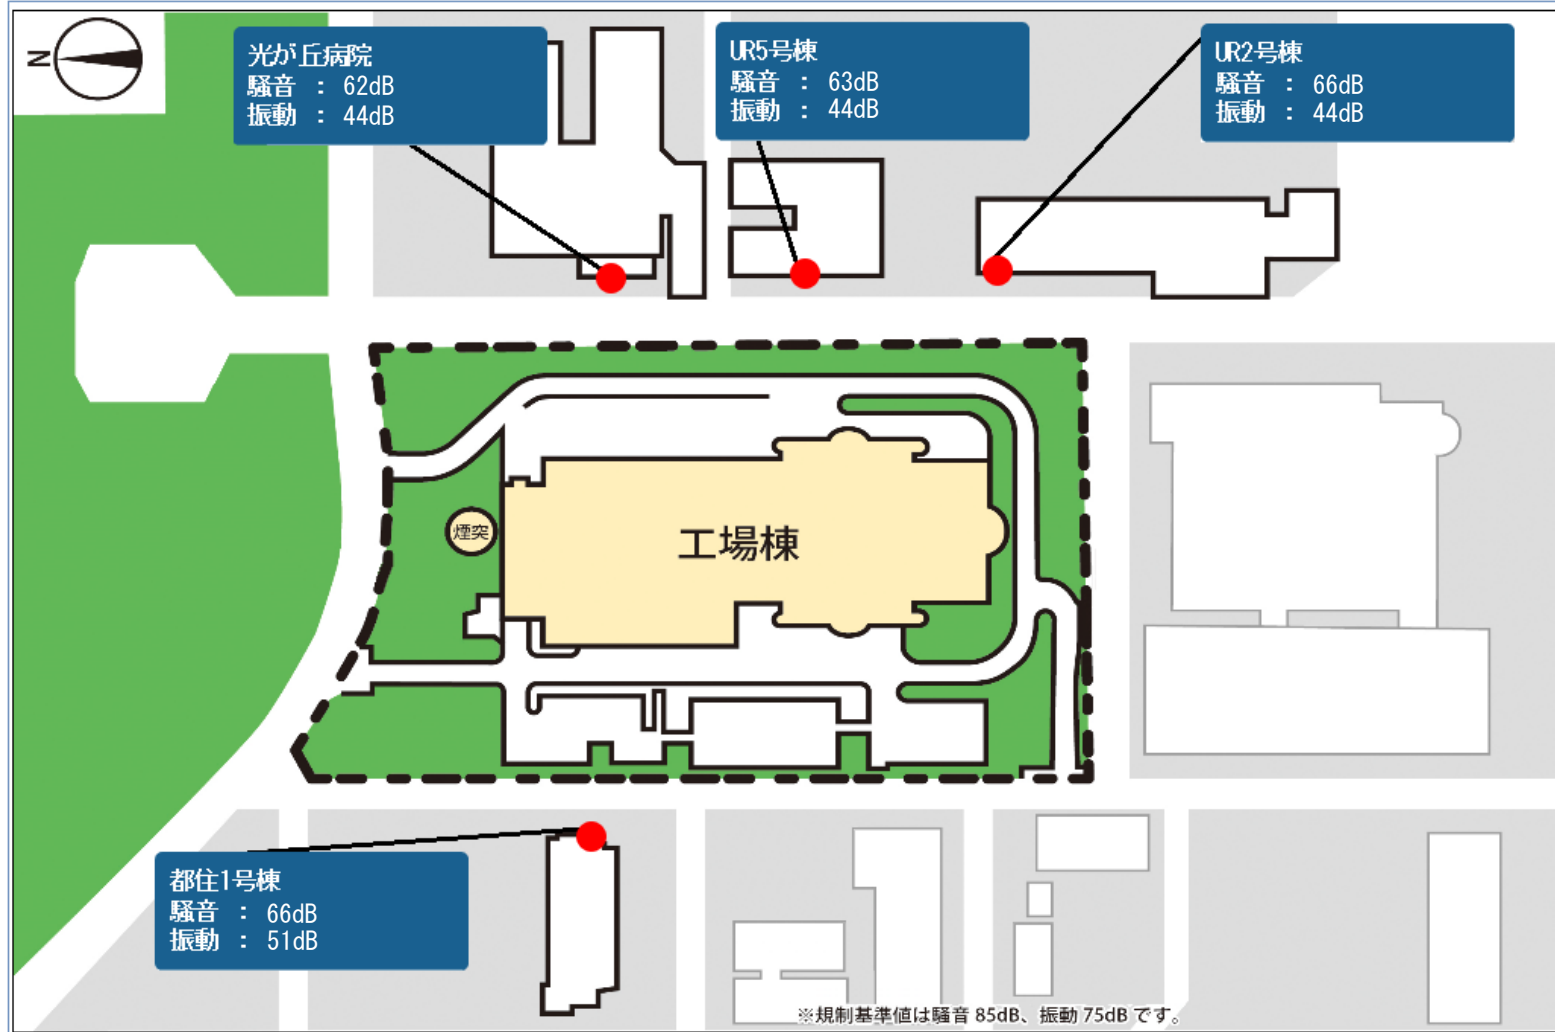 N
光が丘病院
騒音 : 62dB
振動 : 44dB
UR5号棟
騒音 : 63dB
振動 : 44dB
UR2号棟
騒音 : 66dB
振動 : 44dB
煙突
工場棟
都住1号棟
騒音 : 66dB
振動 : 51dB
※規制基準値は騒音 85dB、振動 75dB です。